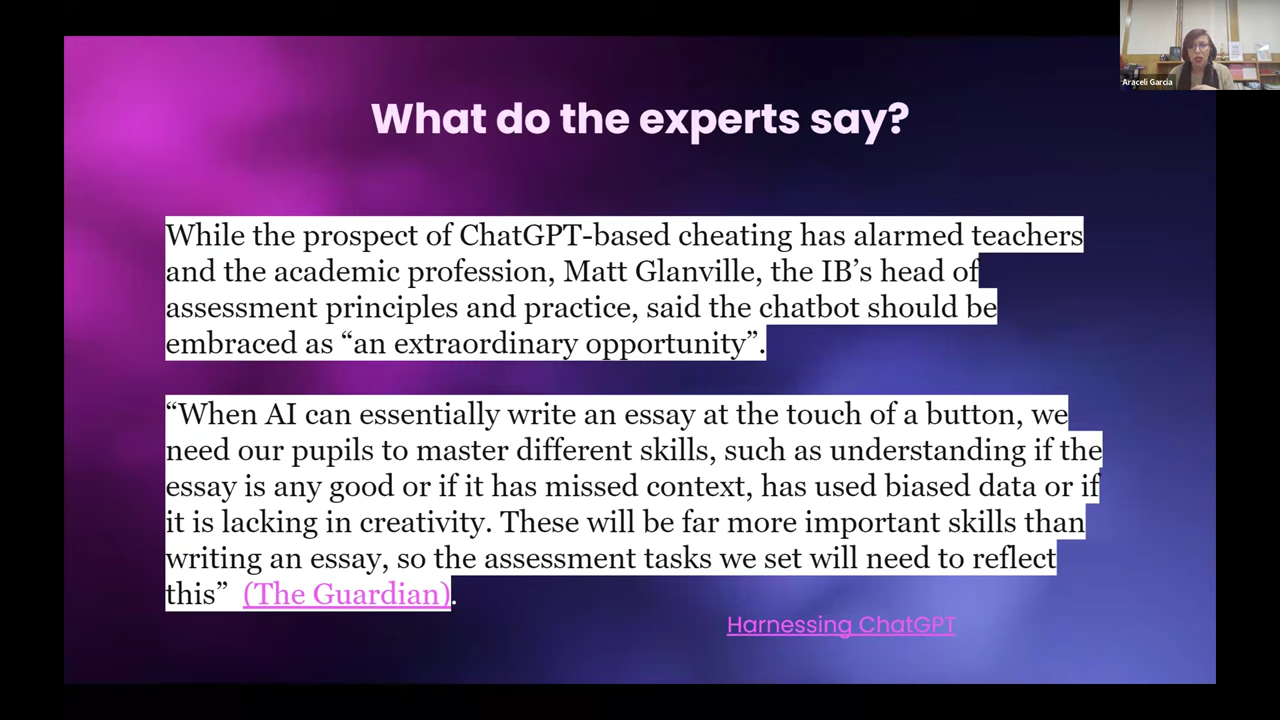 Araceli García
What do the experts say?
While the prospect of ChatGPT-based cheating has alarmed teachers
and the academic profession, Matt Glanville, the IB’s head of
assessment principles and practice, said the chatbot should be
embraced as “an extraordinary opportunity”.
“When AI can essentially write an essay at the touch of a button, we
need our pupils to master different skills, such as understanding if the
essay is any good or if it has missed context, has used biased data or if
it is lacking in creativity. These will be far more important skills than
writing an essay, so the assessment tasks we set will need to reflect
this” (The Guardian).
Harnessing ChatGPT